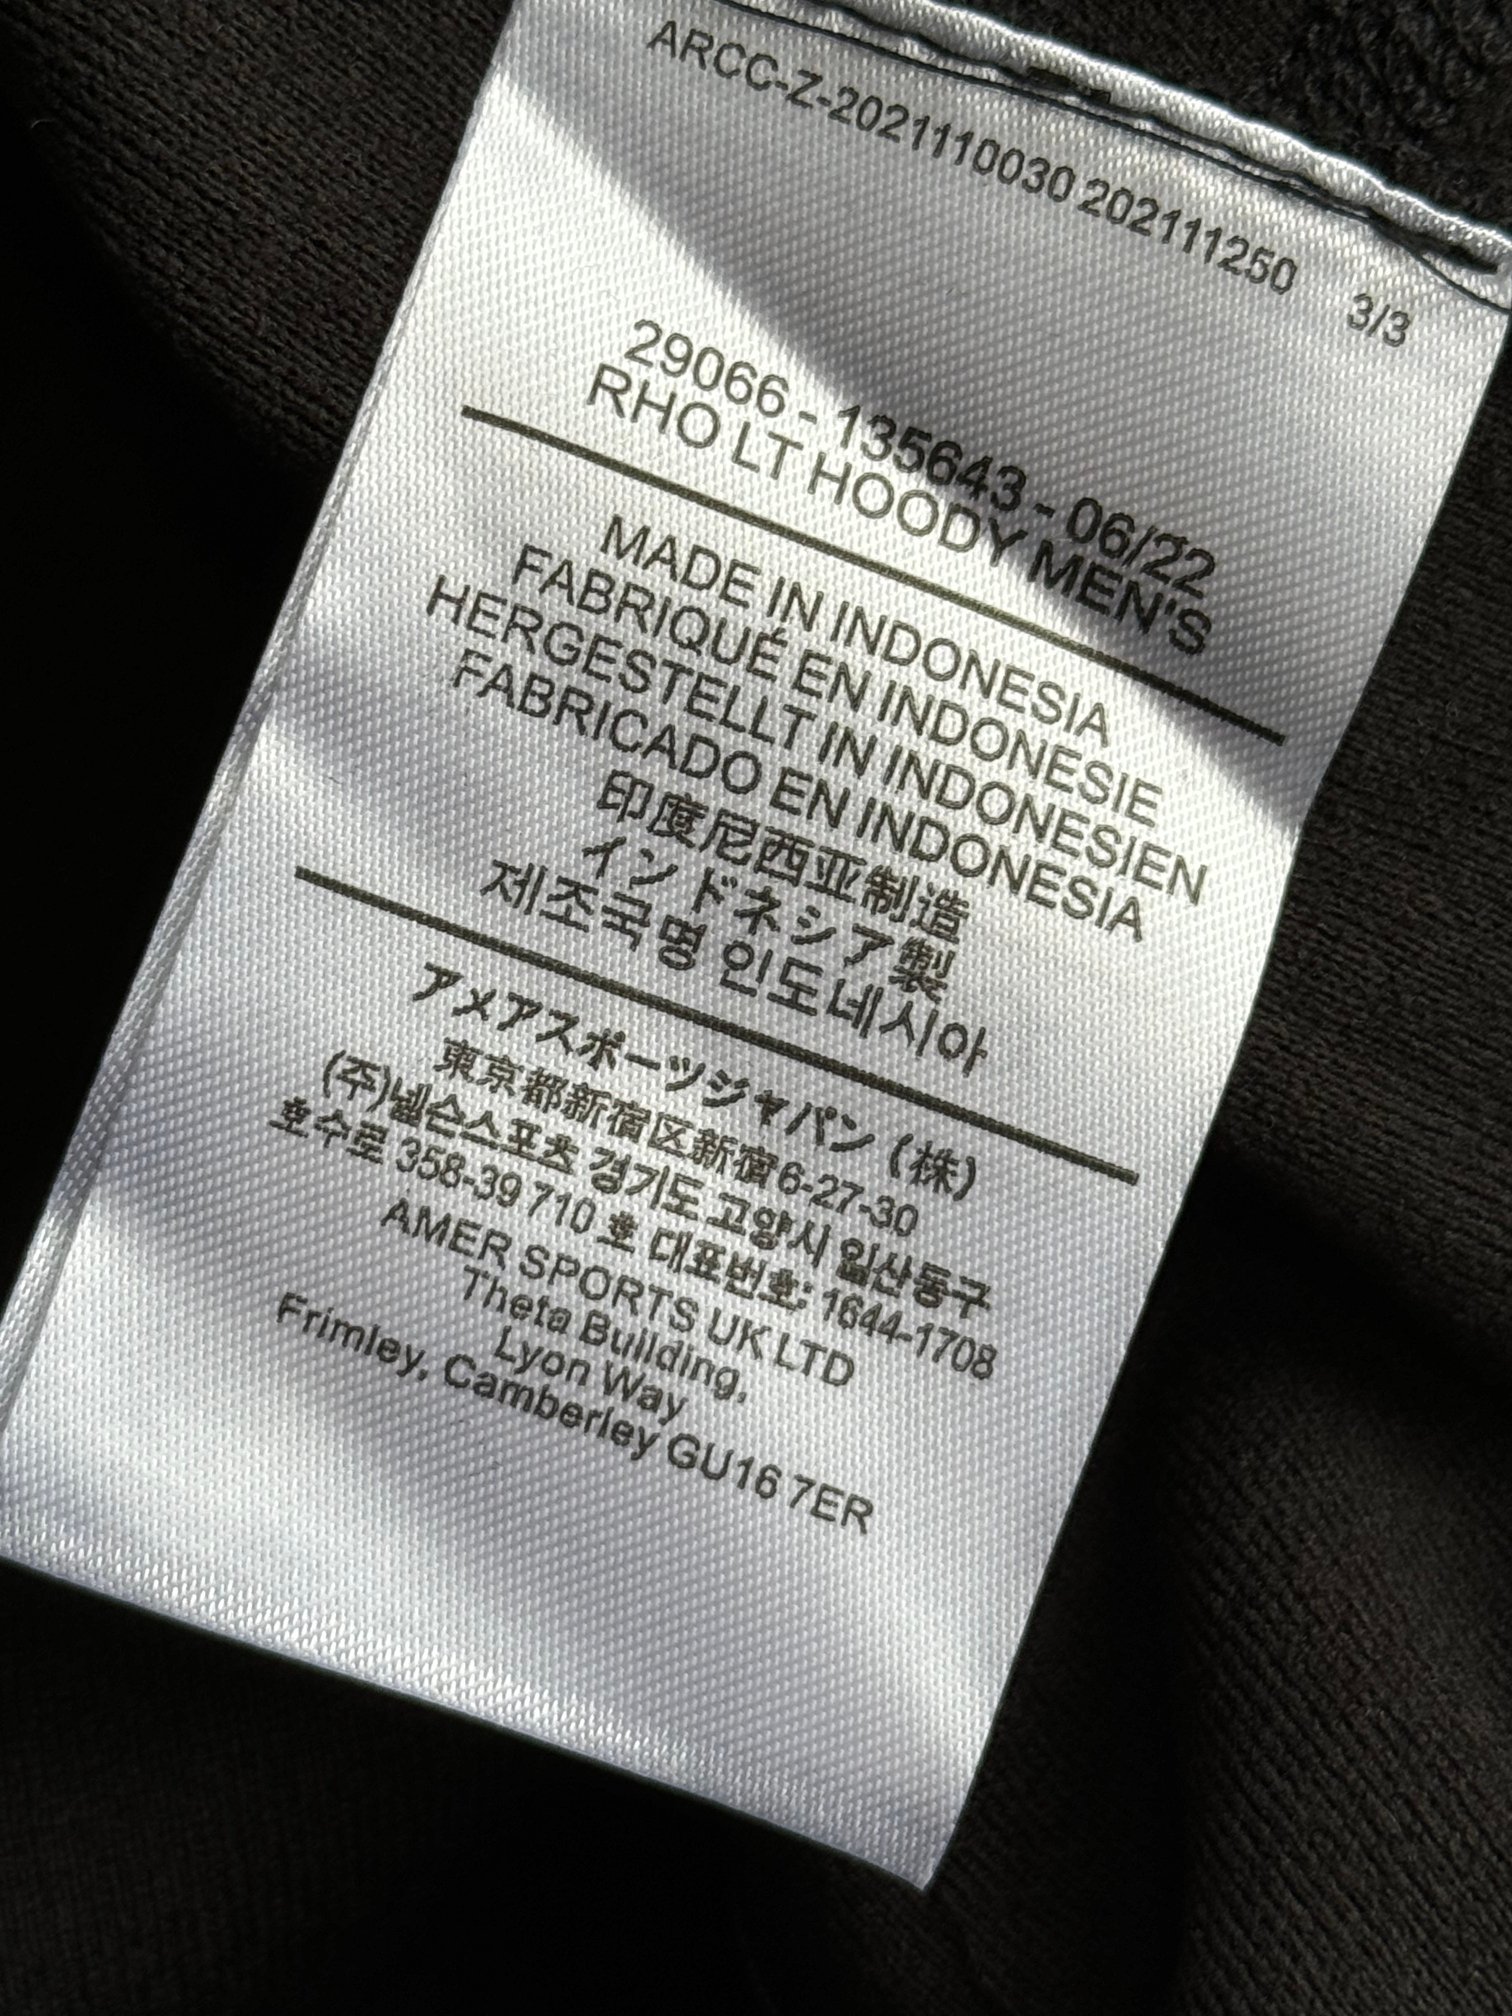 ARCC-Z-2021110030 202111250 3/3
29066 - 135643 - 06/22
RHO LT HOODY MEN'S
MADE IN INDONESIA
FABRIQUÉ EN INDONESIE
HERGESTELLT IN INDONESIEN
FABRICADO EN INDONESIA
印度尼西亚制造
インドネシア製
제조국명 인도네시아
アメアスポーツジャパン (株)
東京都新宿区新宿6-27-30
(주)넬슨스포츠 경기도 고양시 일산동구
호수로 358-39 710 호 대표번호: 1644-1708
AMER SPORTS UK LTD
Theta Building,
Lyon Way
Frimley, Camberley GU16 7ER